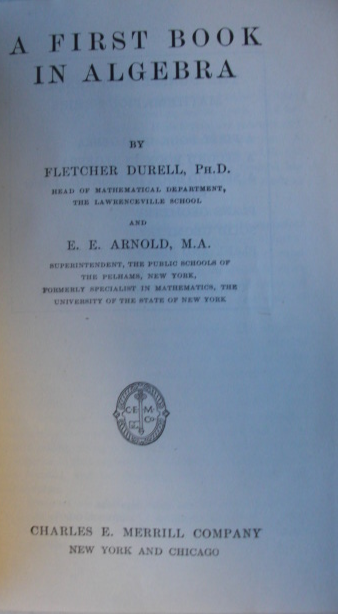 A FIRST BOOK
IN ALGEBRA
BY
FLETCHER DURELL, PH.D.
HEAD OF MATHEMATICAL DEPARTMENT,
THE LAWRENCEVILLE SCHOOL
AND
E. E. ARNOLD, M.A.
SUPERINTENDENT, THE PUBLIC SCHOOLS OF
THE PELHAMS, NEW YORK,
FORMERLY SPECIALIST IN MATHEMATICS, THE
UNIVERSITY OF THE STATE OF NEW YORK
C E M
Co
CHARLES E. MERRILL COMPANY
NEW YORK AND CHICAGO